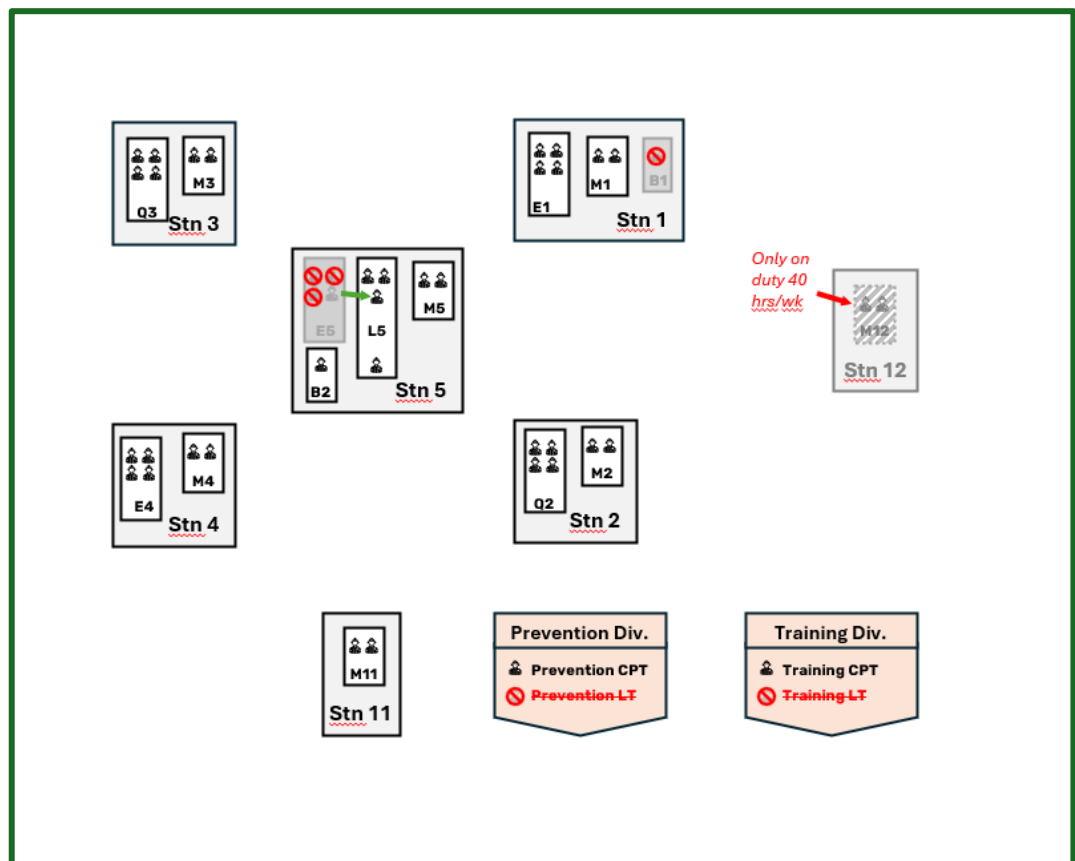 M3
Q3
Stn 3
E1
M1
B1
Stn 1
Only on
duty 40
hrs/wk
M12
Stn 12
E5
L5
M5
B2
Stn 5
E4
M4
Stn 4
Q2
M2
Stn 2
M11
Stn 11
Prevention Div.
Prevention CPT
Prevention LT
Training Div.
Training CPT
Training LT